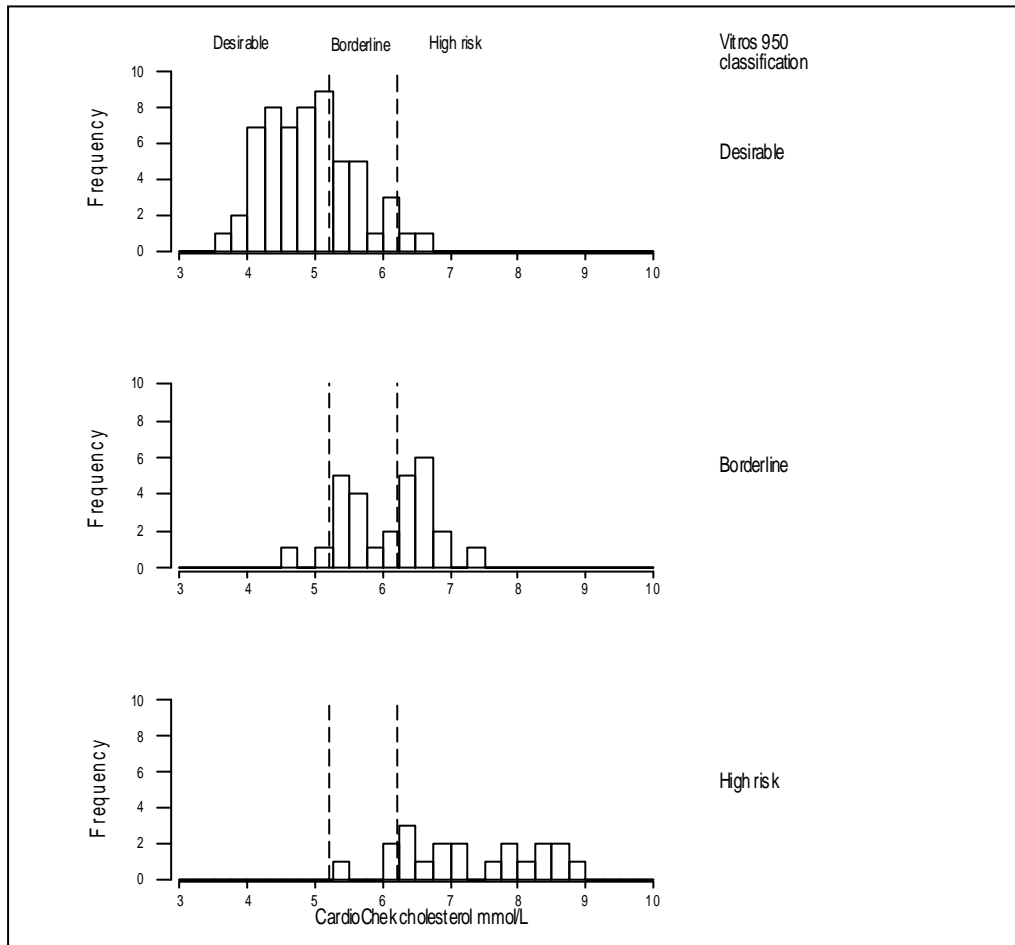 Desirable Borderline High risk
Vitros 950
classification
10
8
6
4
2
0
Frequency
3 4 5 6 7 8 9 10
Desirable
10
8
6
4
2
0
Frequency
3 4 5 6 7 8 9 10
Borderline
10
8
6
4
2
0
Frequency
3 4 5 6 7 8 9 10
High risk
CardioChek cholesterol mmol/L